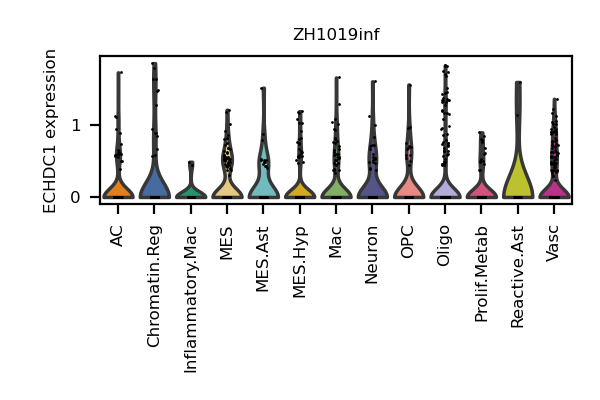 ZH1019inf
ECHDC1 expression
1
0
AC
Chromatin.Reg
Inflammatory.Mac
MES
MES.Ast
MES.Hyp
Mac
Neuron
OPC
Oligo
Prolif.Metab
Reactive.Ast
Vasc